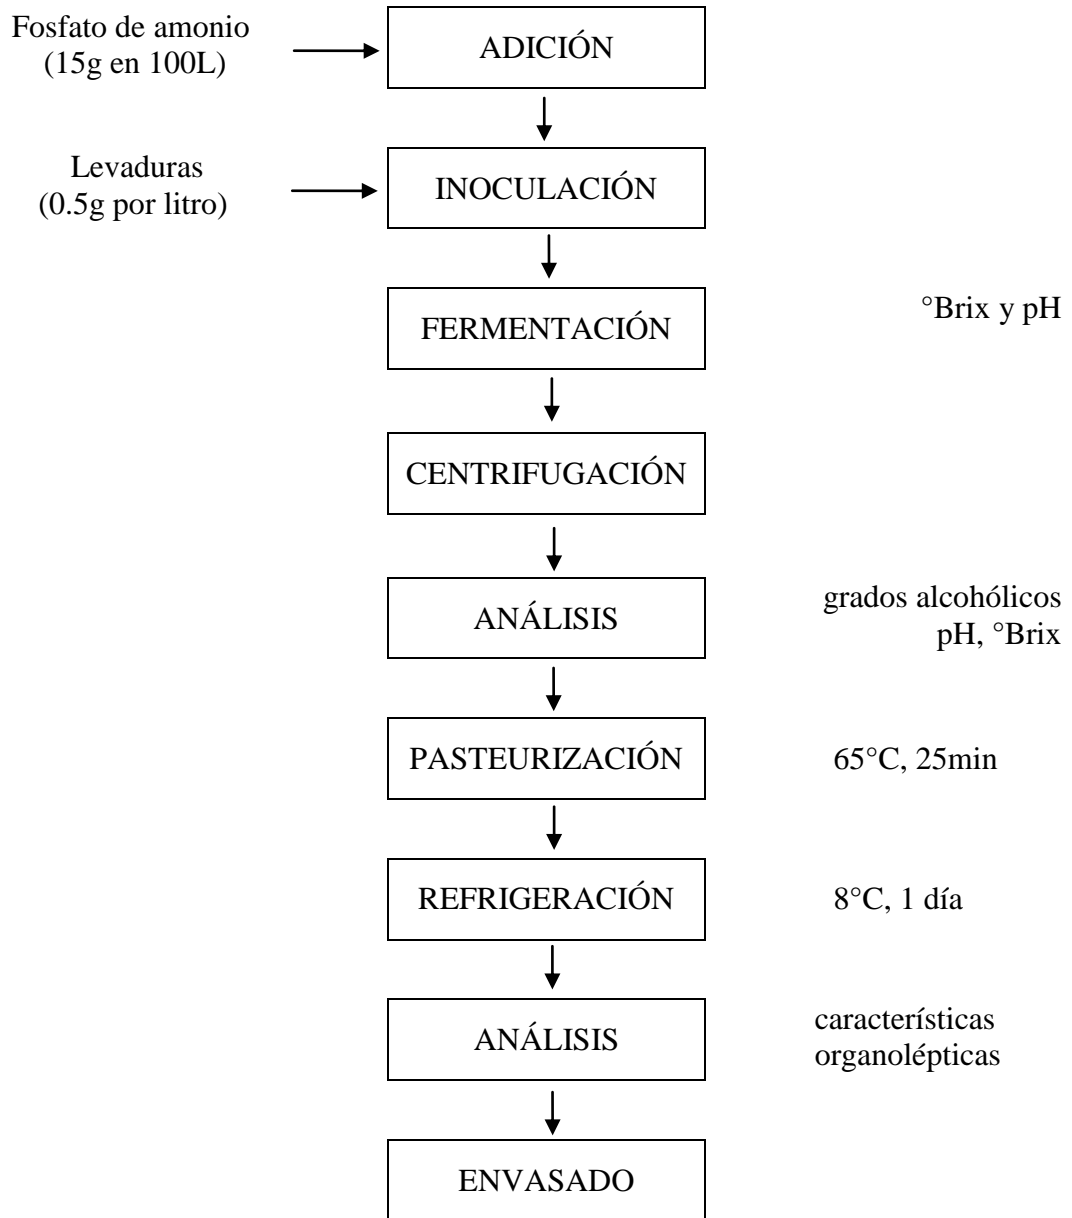 Fosfato de amonio
(15g en 100L)
ADICIÓN
Levaduras
(0.5g por litro)
INOCULACIÓN
FERMENTACIÓN
°Brix y pH
CENTRIFUGACIÓN
ANÁLISIS
grados alcohólicos
pH, °Brix
PASTEURIZACIÓN
65°C, 25min
REFRIGERACIÓN
8°C, 1 día
ANÁLISIS
características
organolépticas
ENVASADO